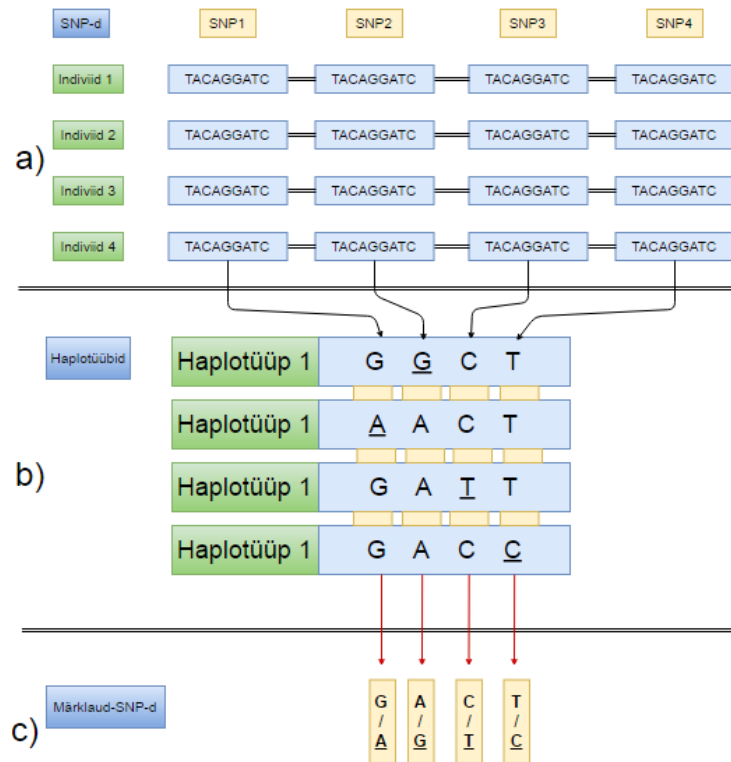 SNP-d SNP1 SNP2 SNP3 SNP4
Indiviid 1 TACAGGATC TACAGGATC TACAGGATC TACAGGATC
Indiviid 2 TACAGGATC TACAGGATC TACAGGATC TACAGGATC
a)
Indiviid 3 TACAGGATC TACAGGATC TACAGGATC TACAGGATC
Indiviid 4 TACAGGATC TACAGGATC TACAGGATC TACAGGATC
Haplotüübid Haplotüüp 1 G G C T
Haplotüüp 1 A A C T
b)
Haplotüüp 1 G A T T
Haplotüüp 1 G A C C
Märklaud-SNP-d
c)
G / A
A / G
C / T
T / C